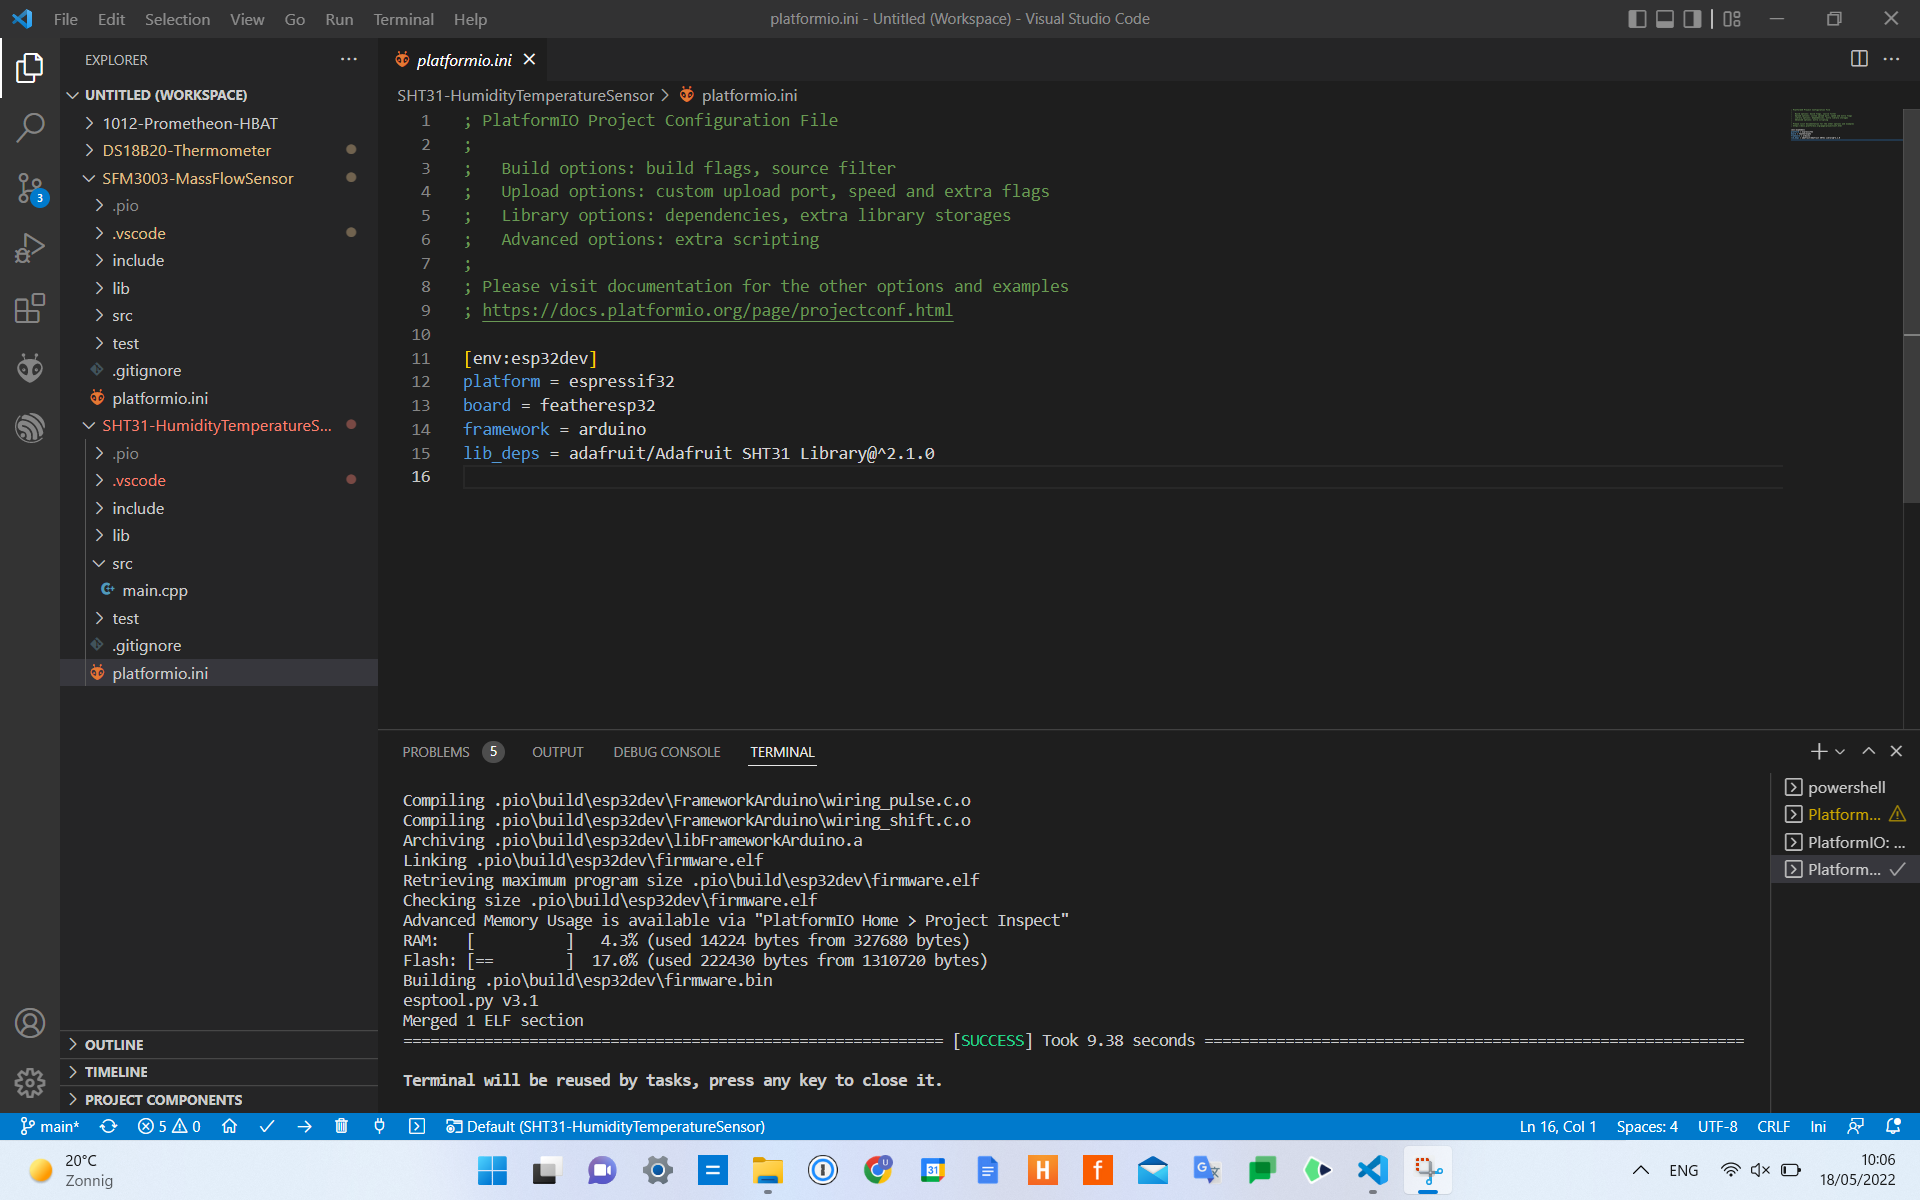 File Edit Selection View Go Run Terminal Help
platformio.ini - Untitled (Workspace) - Visual Studio Code
EXPLORER
UNTITLED (WORKSPACE)
1012-Prometheon-HBAT
DS18B20-Thermometer
SFM3003-MassFlowSensor
.pio
.vscode
include
lib
src
test
.gitignore
platformio.ini
SHT31-HumidityTemperatureS...
.pio
.vscode
include
lib
src
main.cpp
test
.gitignore
platformio.ini
OUTLINE
TIMELINE
PROJECT COMPONENTS
3
platformio.ini
SHT31-HumidityTemperatureSensor > platformio.ini
1 ; PlatformIO Project Configuration File
2 ;
3 ;   Build options: build flags, source filter
4 ;   Upload options: custom upload port, speed and extra flags
5 ;   Library options: dependencies, extra library storages
6 ;   Advanced options: extra scripting
7 ;
8 ; Please visit documentation for the other options and examples
9 ; https://docs.platformio.org/page/projectconf.html
10
11 [env:esp32dev]
12 platform = espressif32
13 board = featheresp32
14 framework = arduino
15 lib_deps = adafruit/Adafruit SHT31 Library@^2.1.0
16
PROBLEMS 5 OUTPUT DEBUG CONSOLE TERMINAL
Compiling .pio\build\esp32dev\FrameworkArduino\wiring_pulse.c.o
Compiling .pio\build\esp32dev\FrameworkArduino\wiring_shift.c.o
Archiving .pio\build\esp32dev\libFrameworkArduino.a
Linking .pio\build\esp32dev\firmware.elf
Retrieving maximum program size .pio\build\esp32dev\firmware.elf
Checking size .pio\build\esp32dev\firmware.elf
Advanced Memory Usage is available via "PlatformIO Home > Project Inspect"
RAM:   [          ]   4.3% (used 14224 bytes from 327680 bytes)
Flash: [==        ]  17.0% (used 222430 bytes from 1310720 bytes)
Building .pio\build\esp32dev\firmware.bin
esptool.py v3.1
Merged 1 ELF section
============================================================ [SUCCESS] Took 9.38 seconds ============================================================
Terminal will be reused by tasks, press any key to close it.
powershell
Platform...
PlatformIO: ...
Platform...
main* 5 0 Default (SHT31-HumidityTemperatureSensor)
Ln 16, Col 1 Spaces: 4 UTF-8 CRLF Ini
20°C
Zonnig
31
H
f
U
ENG
10:06
18/05/2022